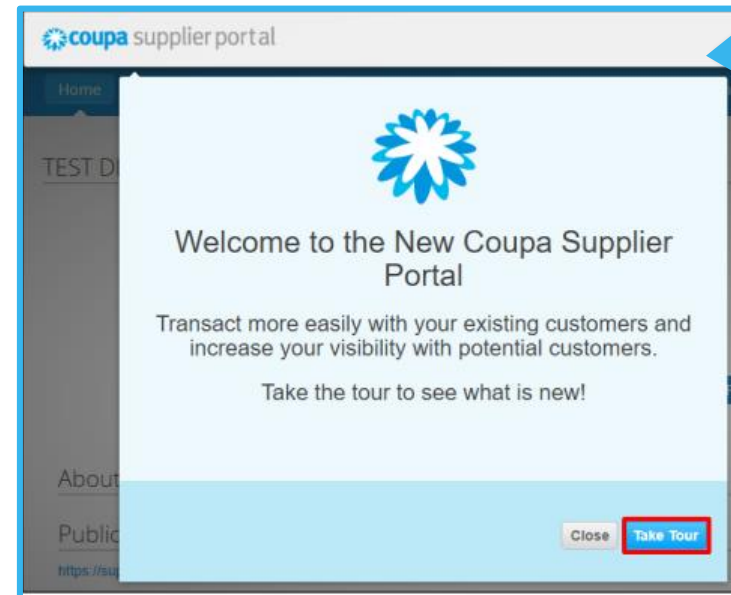 coupa supplier portal
Home
TEST
Welcome to the New Coupa Supplier
Portal
Transact more easily with your existing customers and
increase your visibility with potential customers.
Take the tour to see what is new!
About
Public
Close Take Tour